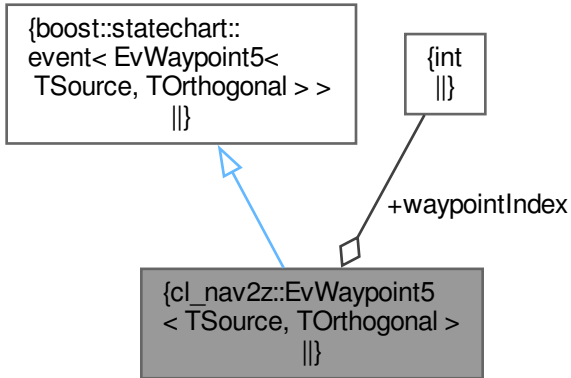 {boost::statechart::
event< EvWaypoint5<
TSource, TOrthogonal > >
||}
{int
||}
+waypointIndex
{cl_nav2z::EvWaypoint5
< TSource, TOrthogonal >
||}